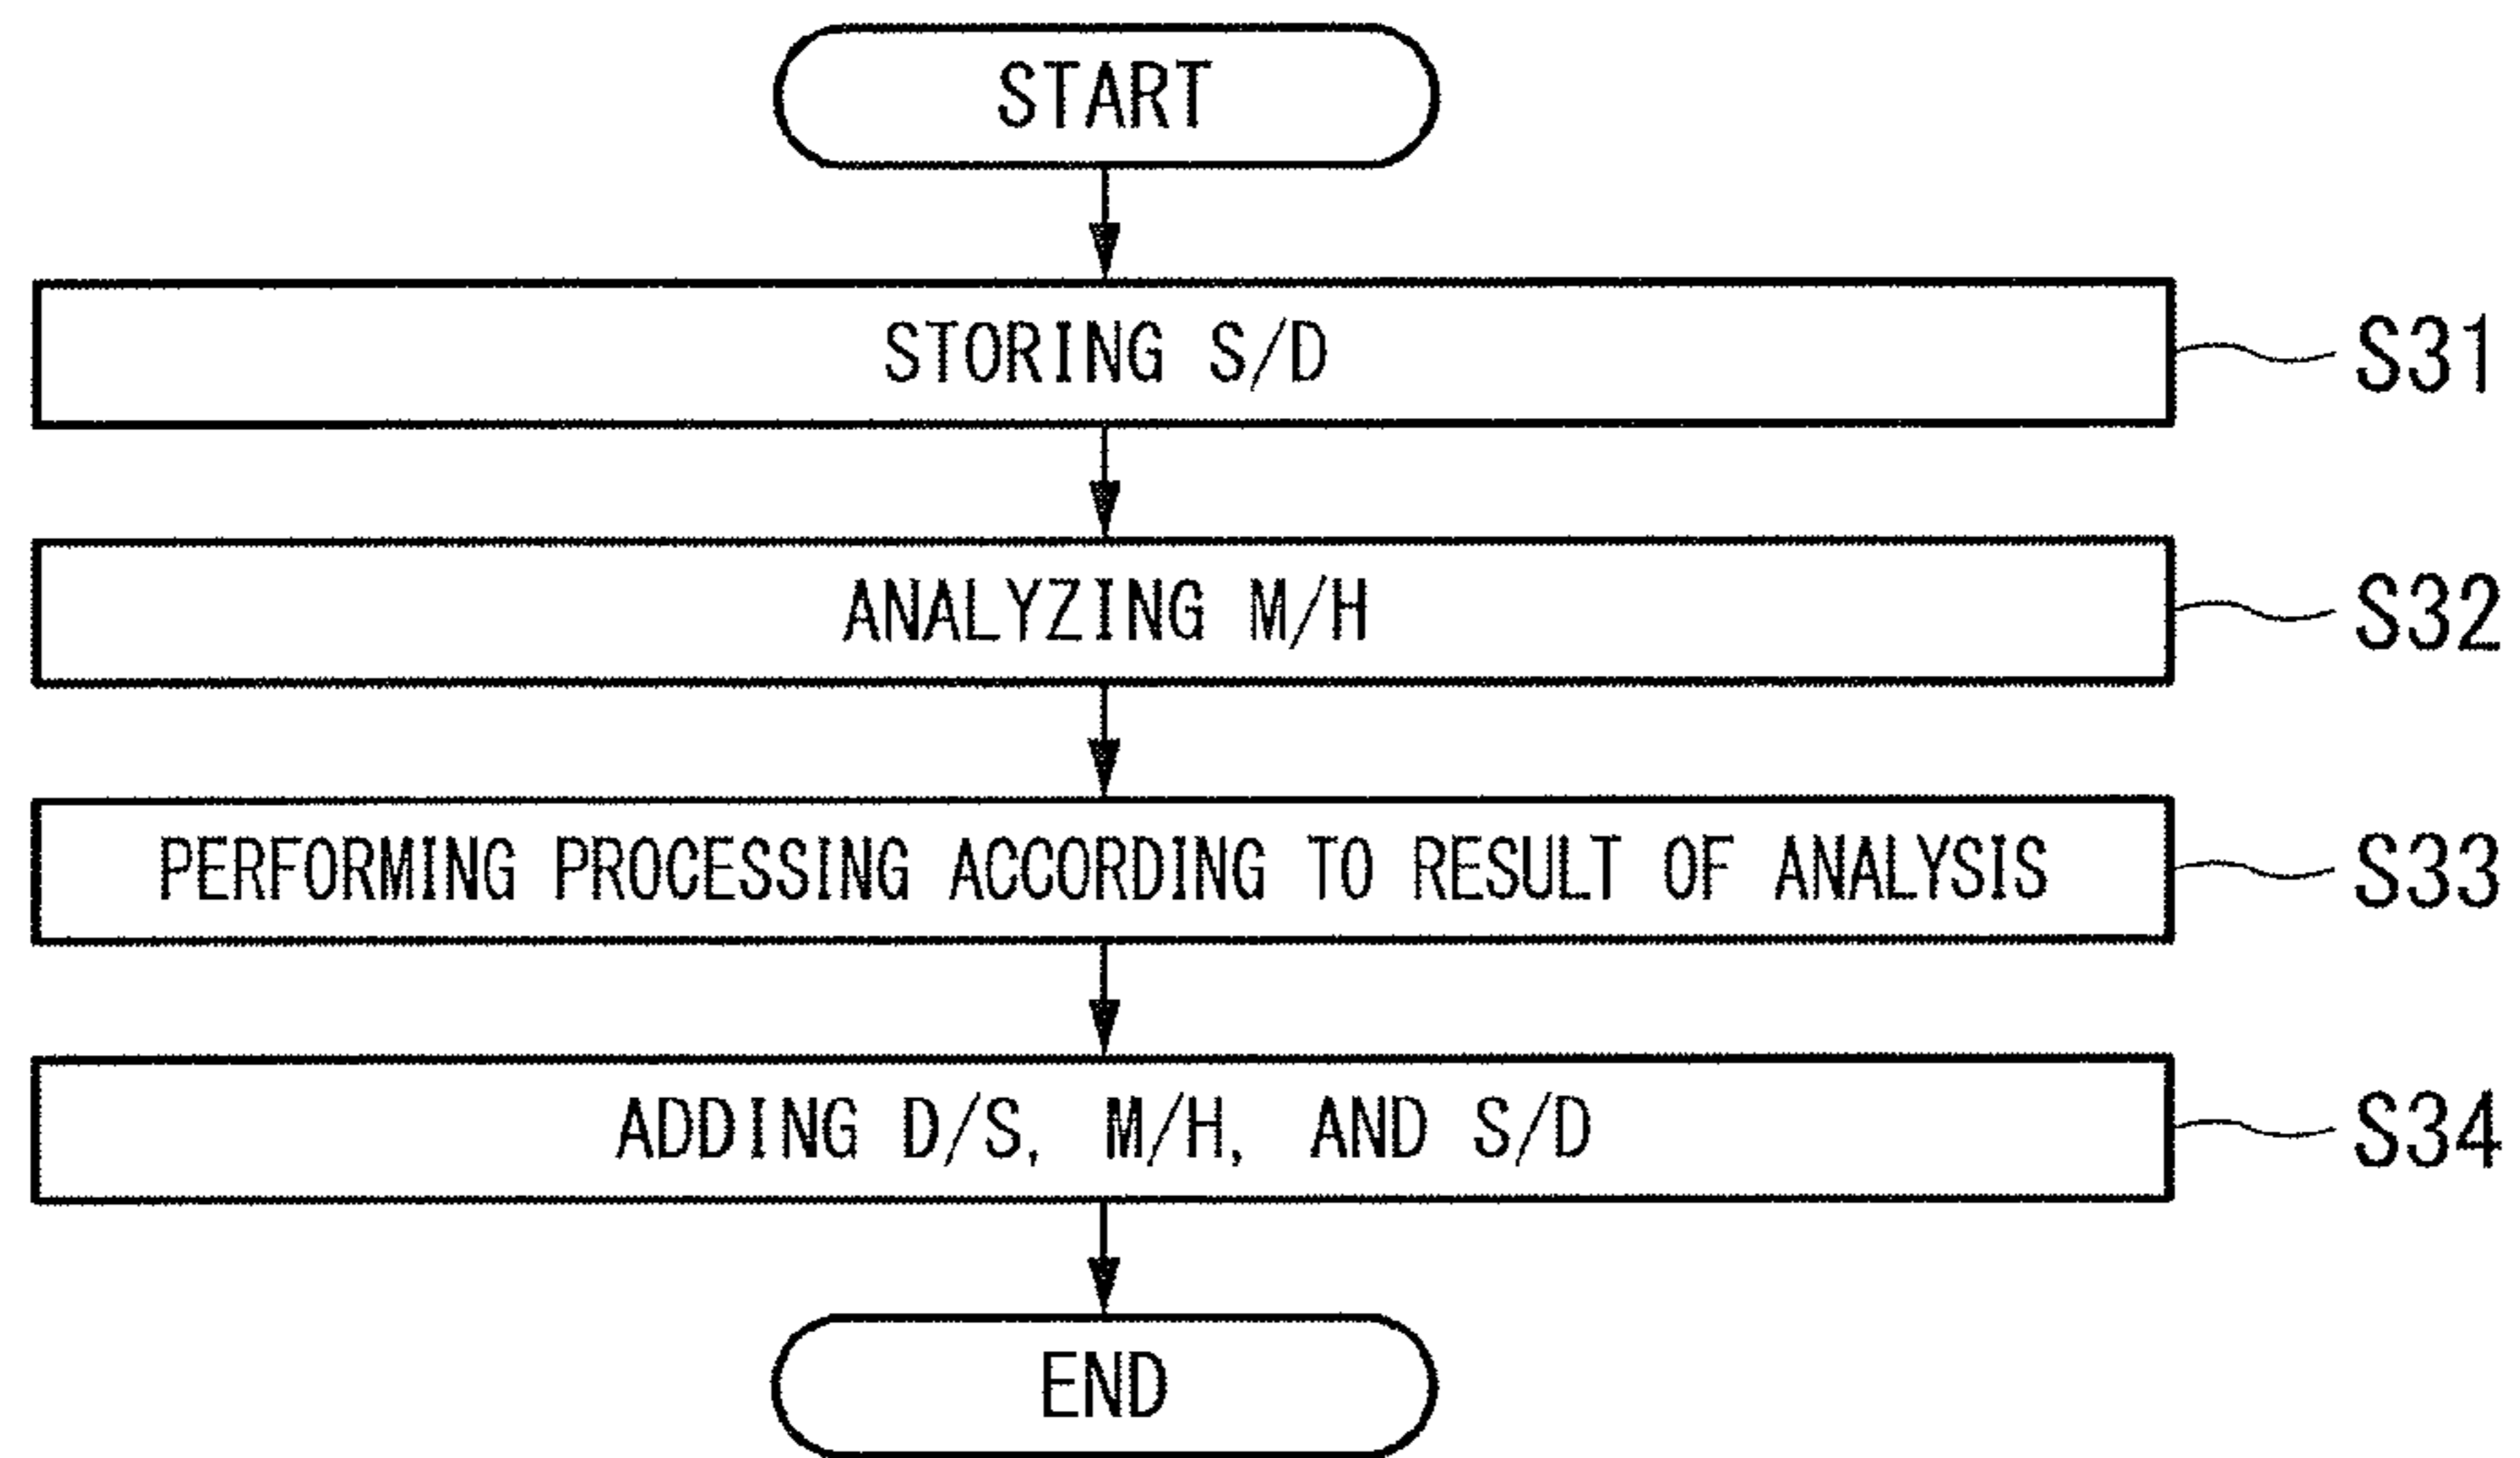 START
STORING S/D
S31
ANALYZING M/H
S32
PERFORMING PROCESSING ACCORDING TO RESULT OF ANALYSIS
S33
ADDING D/S, M/H, AND S/D
S34
END